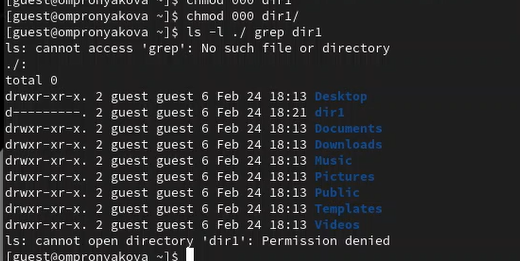 [guest@ompronyakova ~]$ chmod 000 dir1
[guest@ompronyakova ~]$ chmod 000 dir1/
[guest@ompronyakova ~]$ ls -l ./ grep dir1
ls: cannot access 'grep': No such file or directory
./:
total 0
drwxr-xr-x. 2 guest guest 6 Feb 24 18:13 Desktop
d---------. 2 guest guest 6 Feb 24 18:21 dir1
drwxr-xr-x. 2 guest guest 6 Feb 24 18:13 Documents
drwxr-xr-x. 2 guest guest 6 Feb 24 18:13 Downloads
drwxr-xr-x. 2 guest guest 6 Feb 24 18:13 Music
drwxr-xr-x. 2 guest guest 6 Feb 24 18:13 Pictures
drwxr-xr-x. 2 guest guest 6 Feb 24 18:13 Public
drwxr-xr-x. 2 guest guest 6 Feb 24 18:13 Templates
drwxr-xr-x. 2 guest guest 6 Feb 24 18:13 Videos
ls: cannot open directory 'dir1': Permission denied
[guest@ompronyakova ~]$